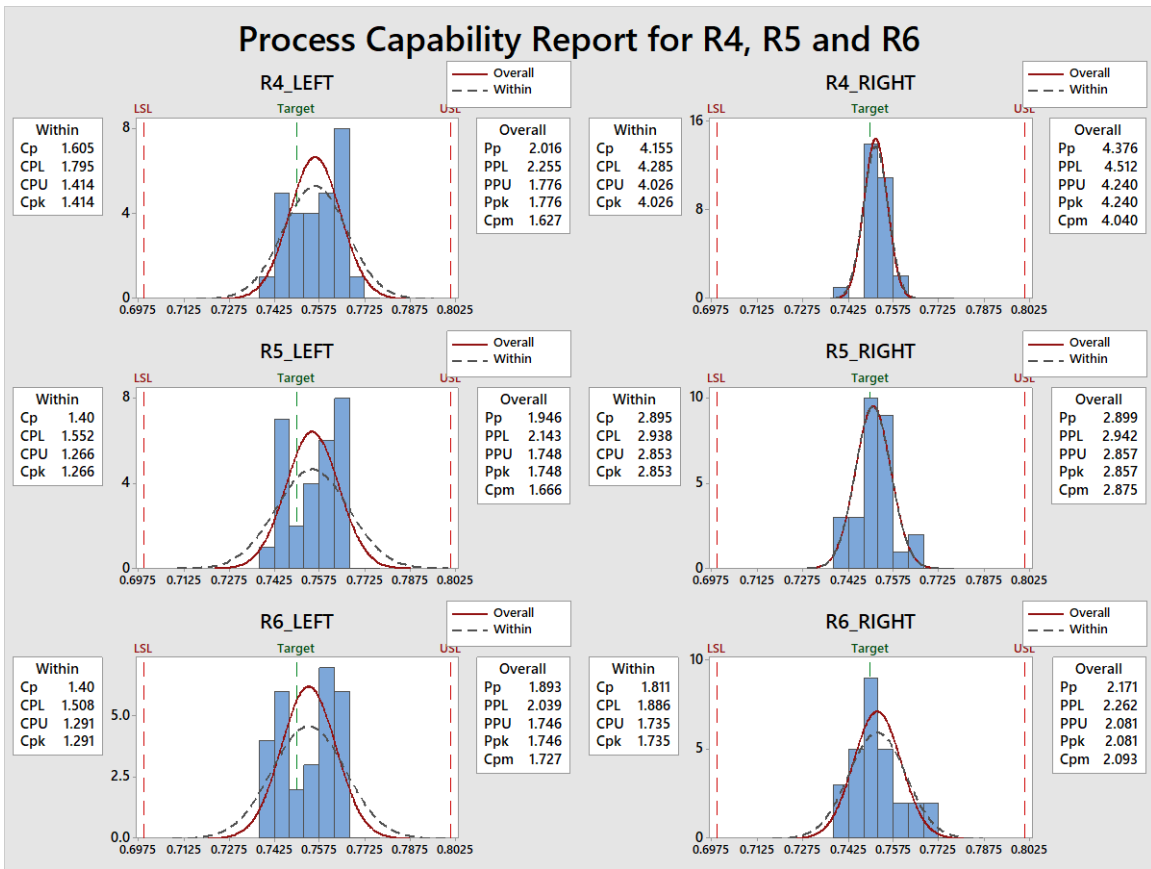 Process Capability Report for R4, R5 and R6
R4_LEFT
Overall
Within
LSL Target USL
Within
Cp 1.605
CPL 1.795
CPU 1.414
Cpk 1.414
8
4
0
0.6975 0.7125 0.7275 0.7425 0.7575 0.7725 0.7875 0.8025
Overall
Pp 2.016
PPL 2.255
PPU 1.776
Ppk 1.776
Cpm 1.627
R4_RIGHT
Overall
Within
LSL Target USL
Within
Cp 4.155
CPL 4.285
CPU 4.026
Cpk 4.026
16
8
0
0.6975 0.7125 0.7275 0.7425 0.7575 0.7725 0.7875 0.8025
Overall
Pp 4.376
PPL 4.512
PPU 4.240
Ppk 4.240
Cpm 4.040
R5_LEFT
Overall
Within
LSL Target USL
Within
Cp 1.40
CPL 1.552
CPU 1.266
Cpk 1.266
8
4
0
0.6975 0.7125 0.7275 0.7425 0.7575 0.7725 0.7875 0.8025
Overall
Pp 1.946
PPL 2.143
PPU 1.748
Ppk 1.748
Cpm 1.666
R5_RIGHT
Overall
Within
LSL Target USL
Within
Cp 2.895
CPL 2.938
CPU 2.853
Cpk 2.853
10
5
0
0.6975 0.7125 0.7275 0.7425 0.7575 0.7725 0.7875 0.8025
Overall
Pp 2.899
PPL 2.942
PPU 2.857
Ppk 2.857
Cpm 2.875
R6_LEFT
Overall
Within
LSL Target USL
Within
Cp 1.40
CPL 1.508
CPU 1.291
Cpk 1.291
5.0
2.5
0.0
0.6975 0.7125 0.7275 0.7425 0.7575 0.7725 0.7875 0.8025
Overall
Pp 1.893
PPL 2.039
PPU 1.746
Ppk 1.746
Cpm 1.727
R6_RIGHT
Overall
Within
LSL Target USL
Within
Cp 1.811
CPL 1.886
CPU 1.735
Cpk 1.735
10
5
0
0.6975 0.7125 0.7275 0.7425 0.7575 0.7725 0.7875 0.8025
Overall
Pp 2.171
PPL 2.262
PPU 2.081
Ppk 2.081
Cpm 2.093